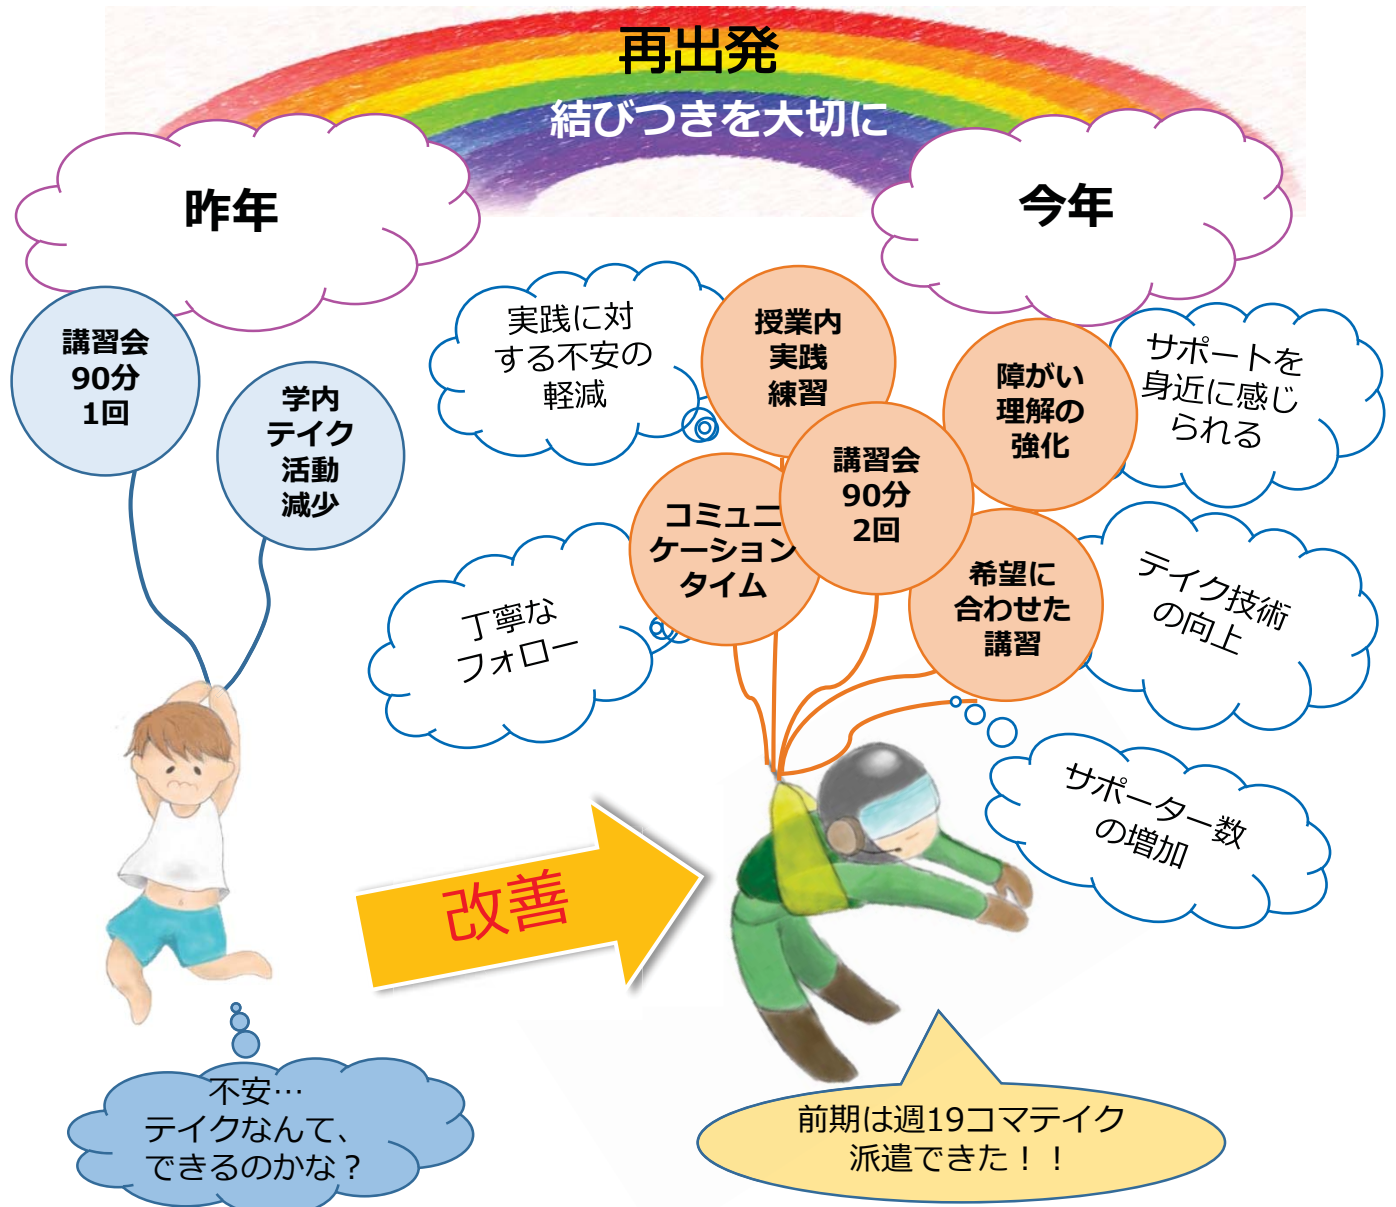 再出発
結びつきを大切に
昨年
今年
講習会
90分
1回
学内
テイク
活動
減少
実践に対
する不安の
軽減
授業内
実践
練習
障がい
理解の
強化
サポートを
身近に感じ
られる
コミュニ
ケーション
タイム
講習会
90分
2回
希望に
合わせた
講習
丁寧な
フォロー
テイク技術
の向上
サポーター数
の増加
改善
不安…
テイクなんて、
できるのかな？
前期は週19コマテイク
派遣できた！！